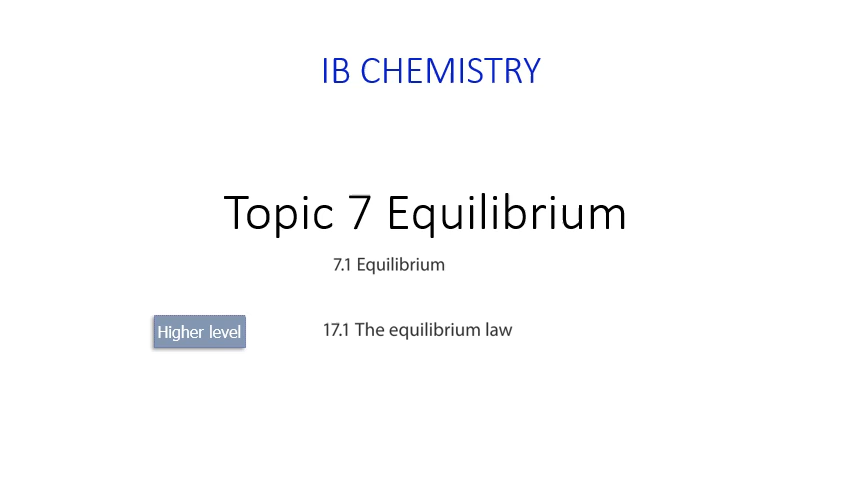 IB CHEMISTRY
Topic 7 Equilibrium
7.1 Equilibrium
Higher level
17.1 The equilibrium law